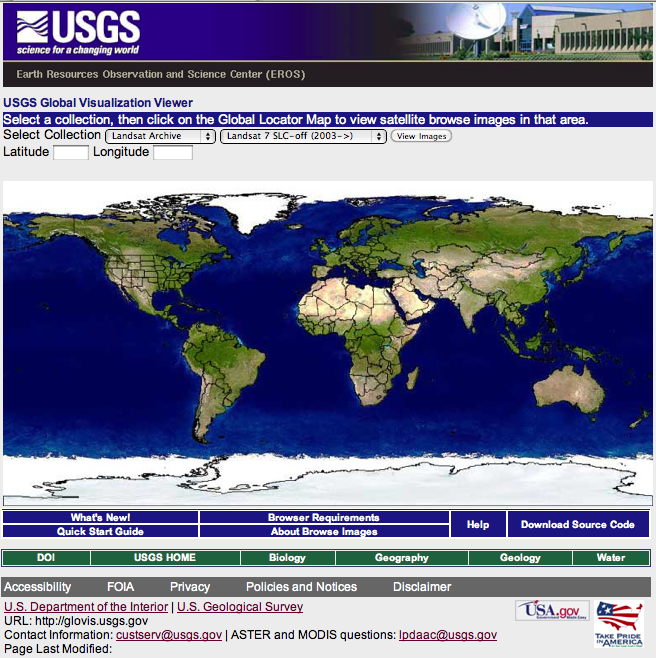 USGS
science for a changing world
Earth Resources Observation and Science Center (EROS)
USGS Global Visualization Viewer
Select a collection, then click on the Global Locator Map to view satellite browse images in that area.
Select Collection Landsat Archive Landsat 7 SLC-off (2003->) View Images
Latitude Longitude
What's New! Browser Requirements Help Download Source Code
Quick Start Guide About Browse Images
DOI USGS HOME Biology Geography Geology Water
Accessibility FOIA Privacy Policies and Notices Disclaimer
U.S. Department of the Interior | U.S. Geological Survey
URL: http://glovis.usgs.gov
Contact Information: custserv@usgs.gov | ASTER and MODIS questions: lpdaac@usgs.gov
Page Last Modified:
USA.gov
Government Made Easy
TAKE PRIDE
IN AMERICA